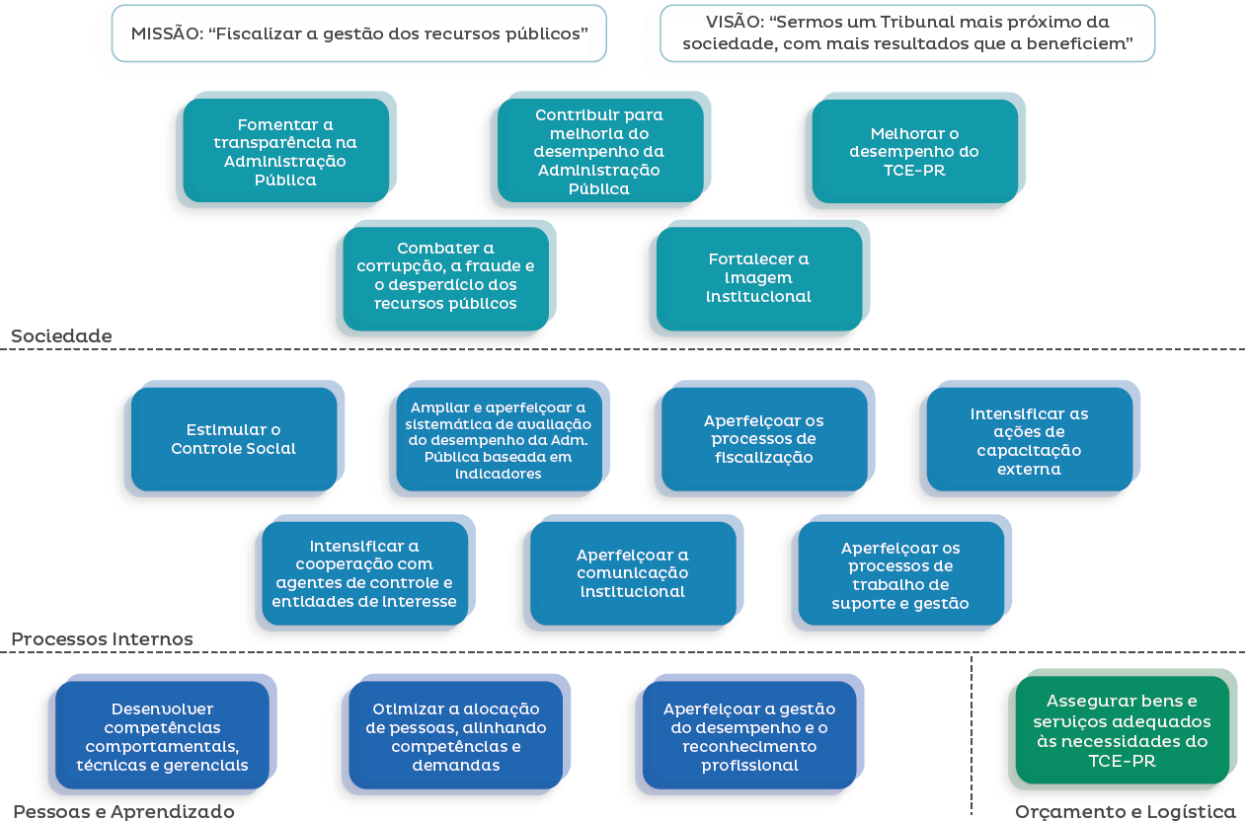 MISSÃO: “Fiscalizar a gestão dos recursos públicos”
VISÃO: “Sermos um Tribunal mais próximo da
sociedade, com mais resultados que a beneficiem”
Fomentar a
transparência na
Administração
Pública
Contribuir para
melhoria do
desempenho da
Administração
Pública
Melhorar o
desempenho do
TCE-PR
Combater a
corrupção, a fraude e
o desperdício dos
recursos públicos
Fortalecer a
imagem
institucional
Sociedade
Estimular o
Controle Social
Ampliar e aperfeiçoar a
sistemática de avaliação
do desempenho da Adm.
Pública baseada em
indicadores
Aperfeiçoar os
processos de
fiscalização
Intensificar as
ações de
capacitação
externa
Intensificar a
cooperação com
agentes de controle e
entidades de interesse
Aperfeiçoar a
comunicação
institucional
Aperfeiçoar os
processos de
trabalho de
suporte e gestão
Processos Internos
Desenvolver
competências
comportamentais,
técnicas e gerenciais
Otimizar a alocação
de pessoas, alinhando
competências e
demandas
Aperfeiçoar a gestão
do desempenho e o
reconhecimento
profissional
Assegurar bens e
serviços adequados
às necessidades do
TCE-PR
Pessoas e Aprendizado
Orçamento e Logística